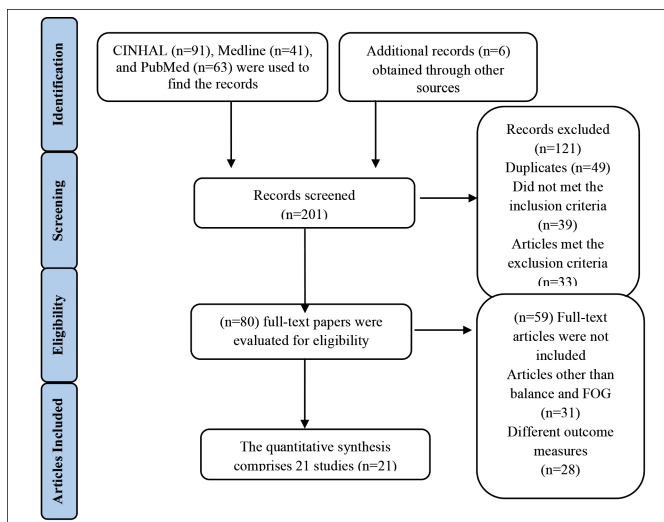 Identification
CINHAL (n=91), Medline (n=41),
and PubMed (n=63) were used to
find the records
Additional records (n=6)
obtained through other
sources
Screening
Records screened
(n=201)
Records excluded
(n=121)
Duplicates (n=49)
Did not met the
inclusion criteria
(n=39)
Articles met the
exclusion criteria
(n=33)
Eligibility
(n=80) full-text papers were
evaluated for eligibility
(n=59) Full-text
articles were not
included
Articles other than
balance and FOG
(n=31)
Different outcome
measures
(n=28)
Articles Included
The quantitative synthesis
comprises 21 studies (n=21)